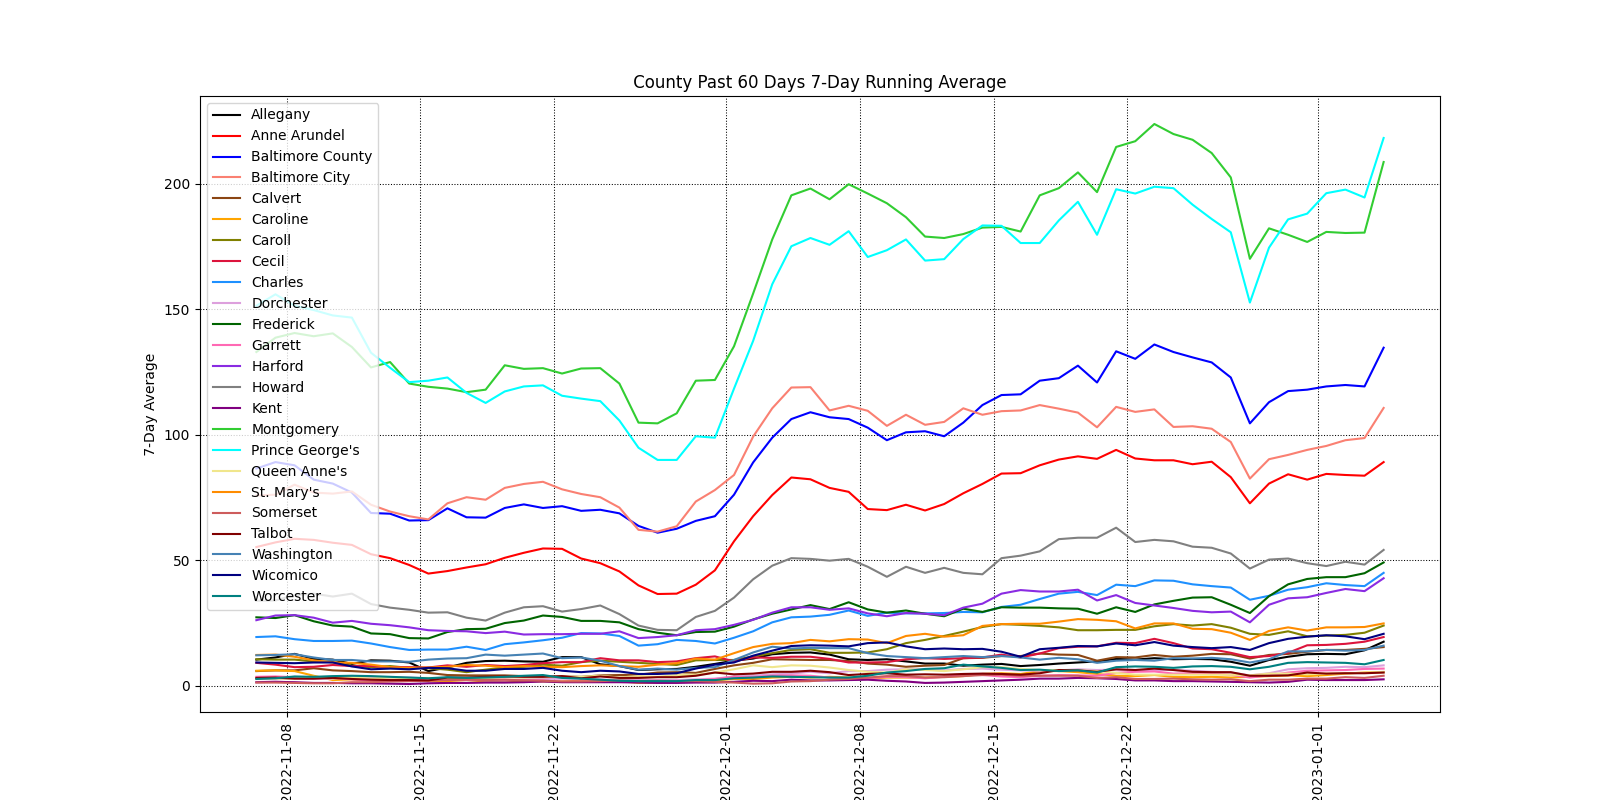 County Past 60 Days 7-Day Running Average
Allegany
Anne Arundel
Baltimore County
Baltimore City
Calvert
Caroline
Caroll
Cecil
Charles
Dorchester
Frederick
Garrett
Harford
Howard
Kent
Montgomery
Prince George's
Queen Anne's
St. Mary's
Somerset
Talbot
Washington
Wicomico
Worcester
7-Day Average
200
150
100
50
0
2022-11-08
2022-11-15
2022-11-22
2022-12-01
2022-12-08
2022-12-15
2022-12-22
2023-01-01